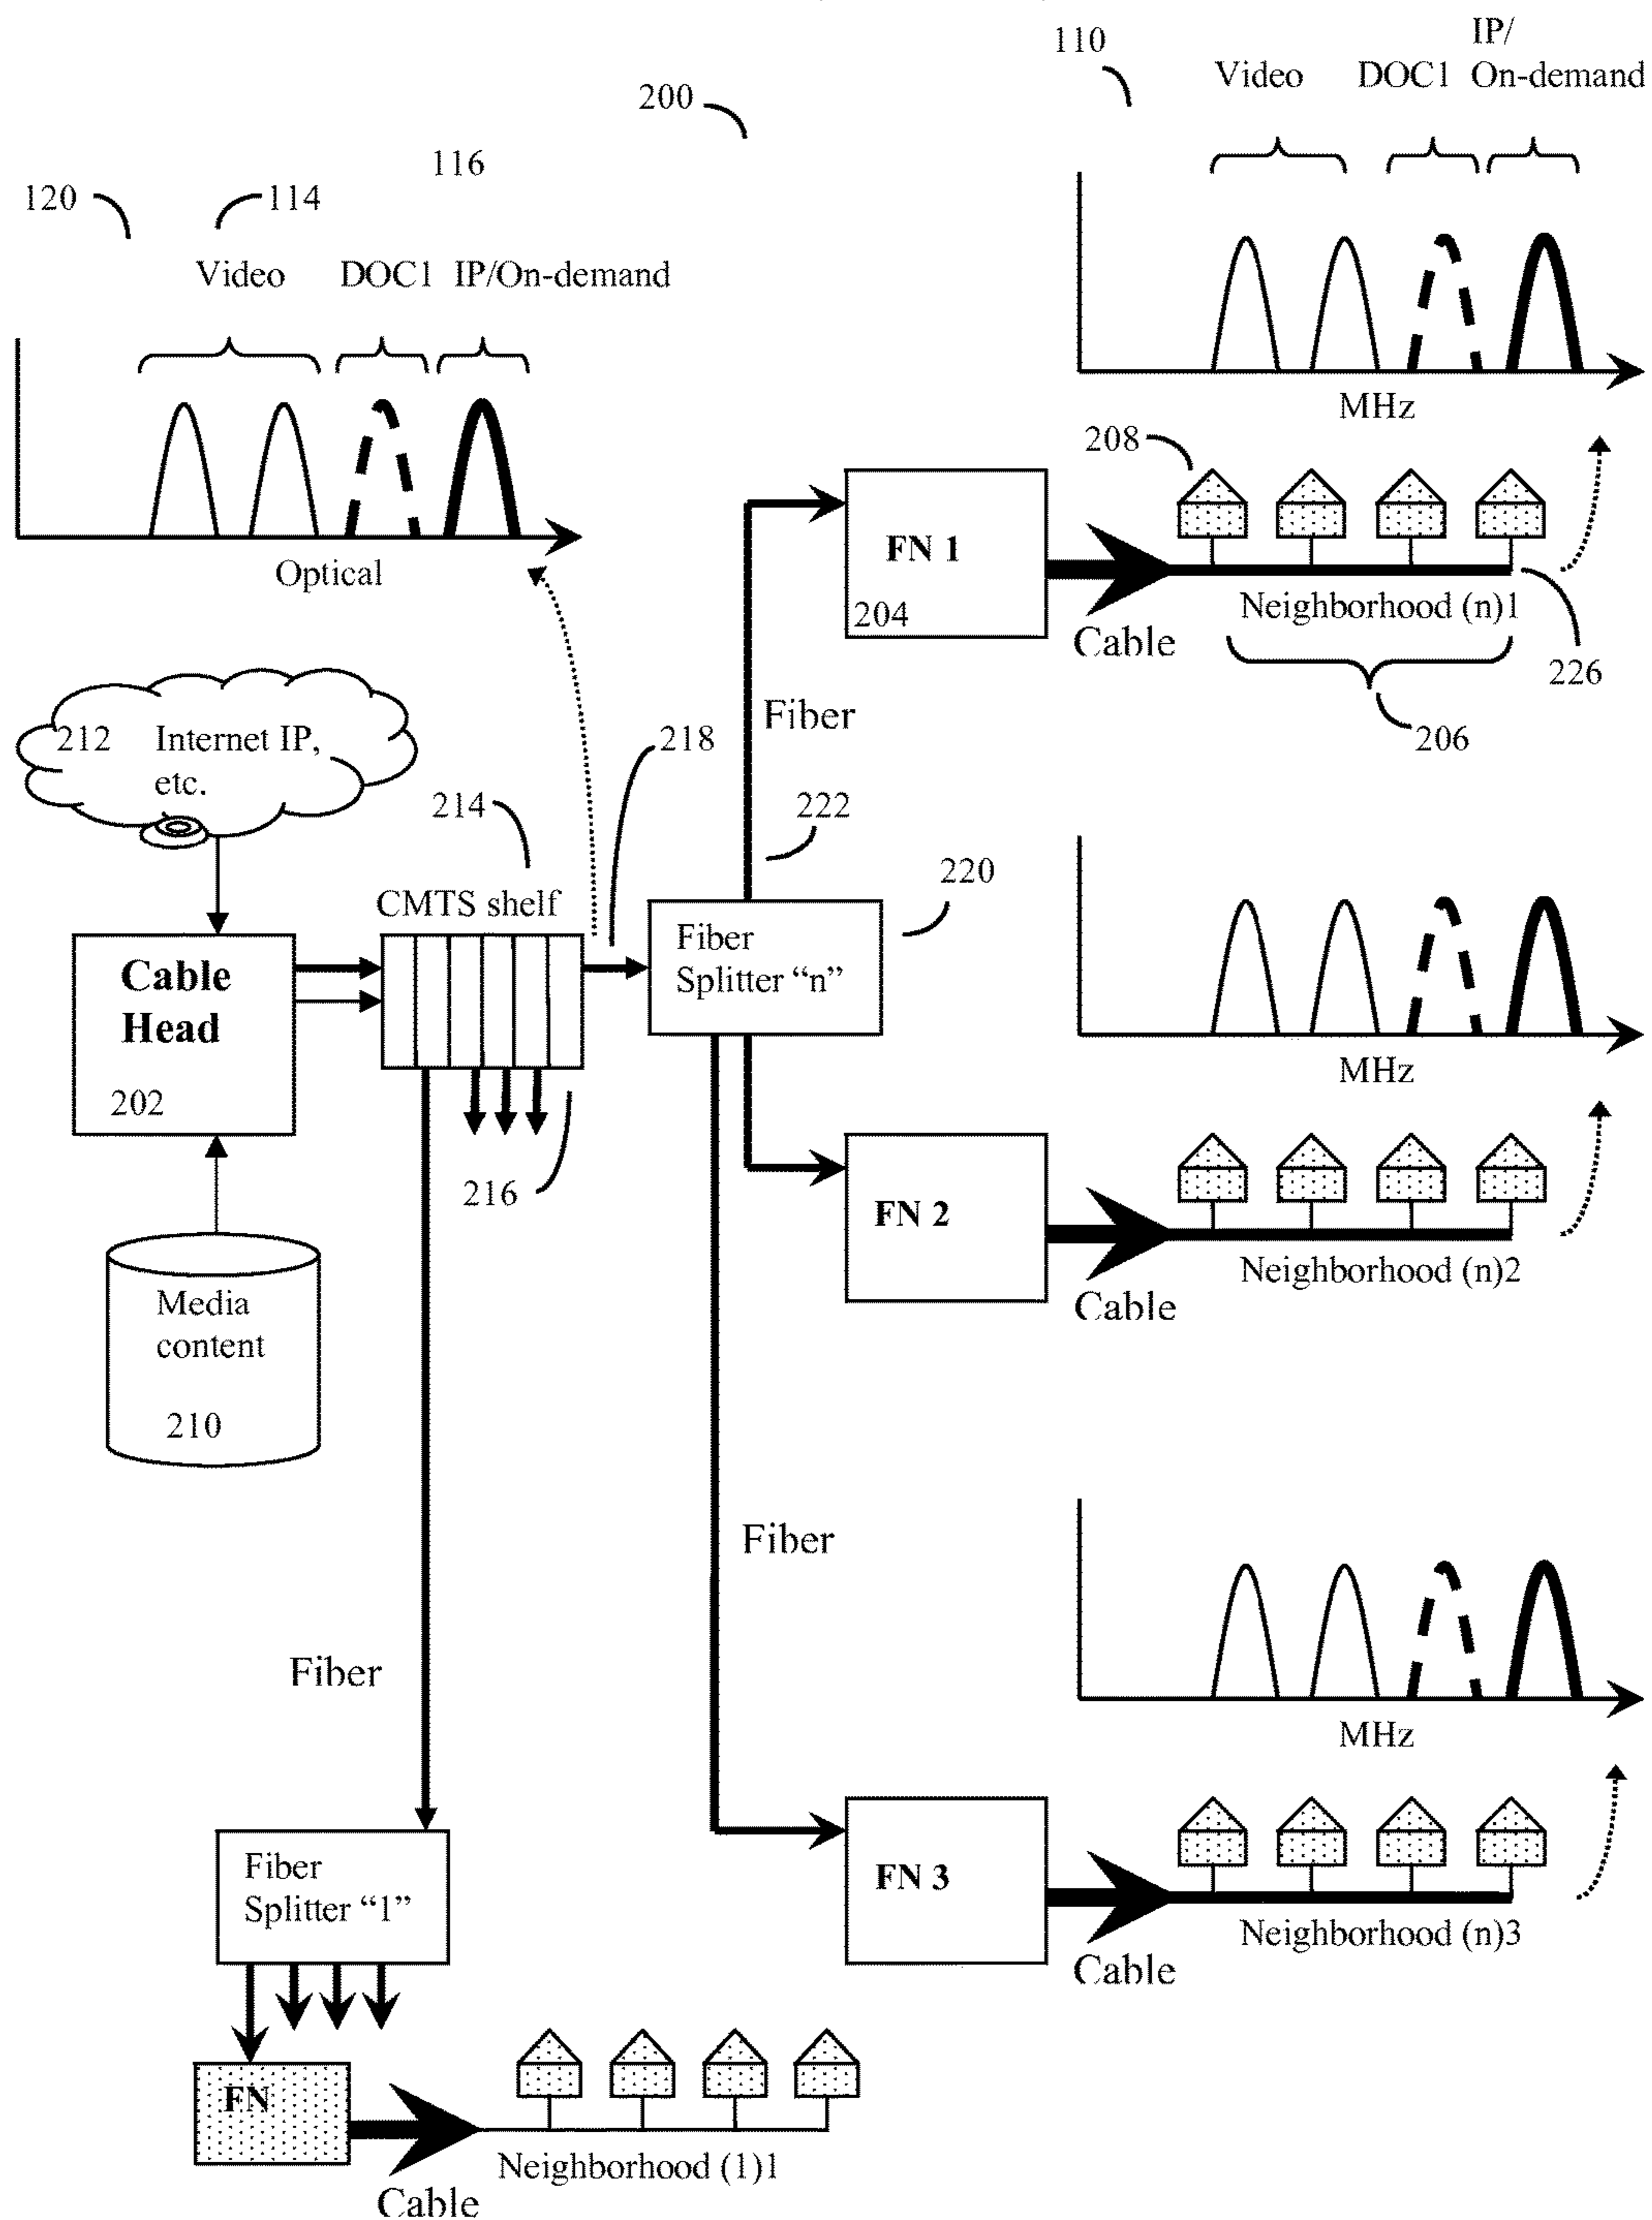 110
IP/
Video DOC1 On-demand
200
116
120
114
Video DOC1 IP/On-demand
MHz
208
Optical
FN 1
204
Cable
Neighborhood (n)1
226
206
Fiber
212 Internet IP,
etc.
218
214
222
220
CMTS shelf
Fiber
Splitter “n”
Cable
Head
202
216
MHz
FN 2
Neighborhood (n)2
Cable
Media
content
210
Fiber
Fiber
MHz
Fiber
Splitter “1”
FN 3
Neighborhood (n)3
Cable
FN
Neighborhood (1)1
Cable